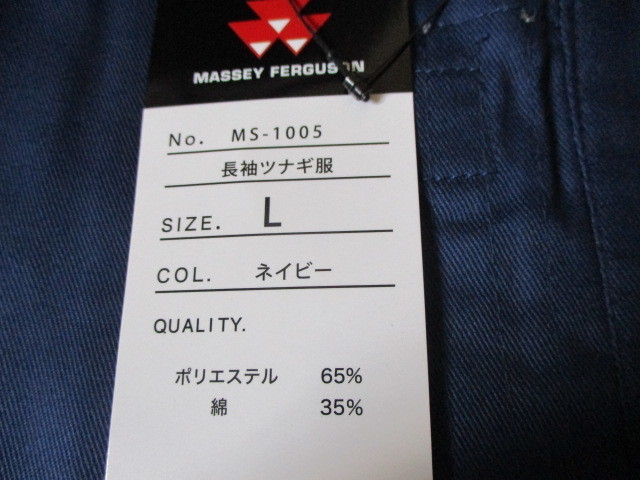 MASSEY FERGUSON
No. MS-1005
長袖ツナギ服
SIZE. L
COL. ネイビー
QUALITY.
ポリエステル 65%
綿 35%